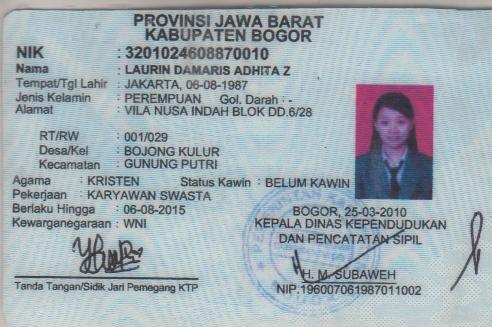 PROVINSI JAWA BARAT
KABUPATEN BOGOR
NIK : 3201024608870010
Nama : LAURIN DAMARIS ADHITA Z
Tempat/Tgl Lahir : JAKARTA, 06-08-1987
Jenis Kelamin : PEREMPUAN Gol. Darah : -
Alamat : VILA NUSA INDAH BLOK DD.6/28
RT/RW : 001/029
Desa/Kel : BOJONG KULUR
Kecamatan : GUNUNG PUTRI
Agama : KRISTEN Status Kawin : BELUM KAWIN
Pekerjaan : KARYAWAN SWASTA
Berlaku Hingga : 06-08-2015
Kewarganegaraan : WNI
BOGOR, 25-03-2010
KEPALA DINAS KEPENDUDUKAN
DAN PENCATATAN SIPIL
H. M. SUBAWEH
NIP.196007061987011002
Tanda Tangan/Sidik Jari Pemegang KTP